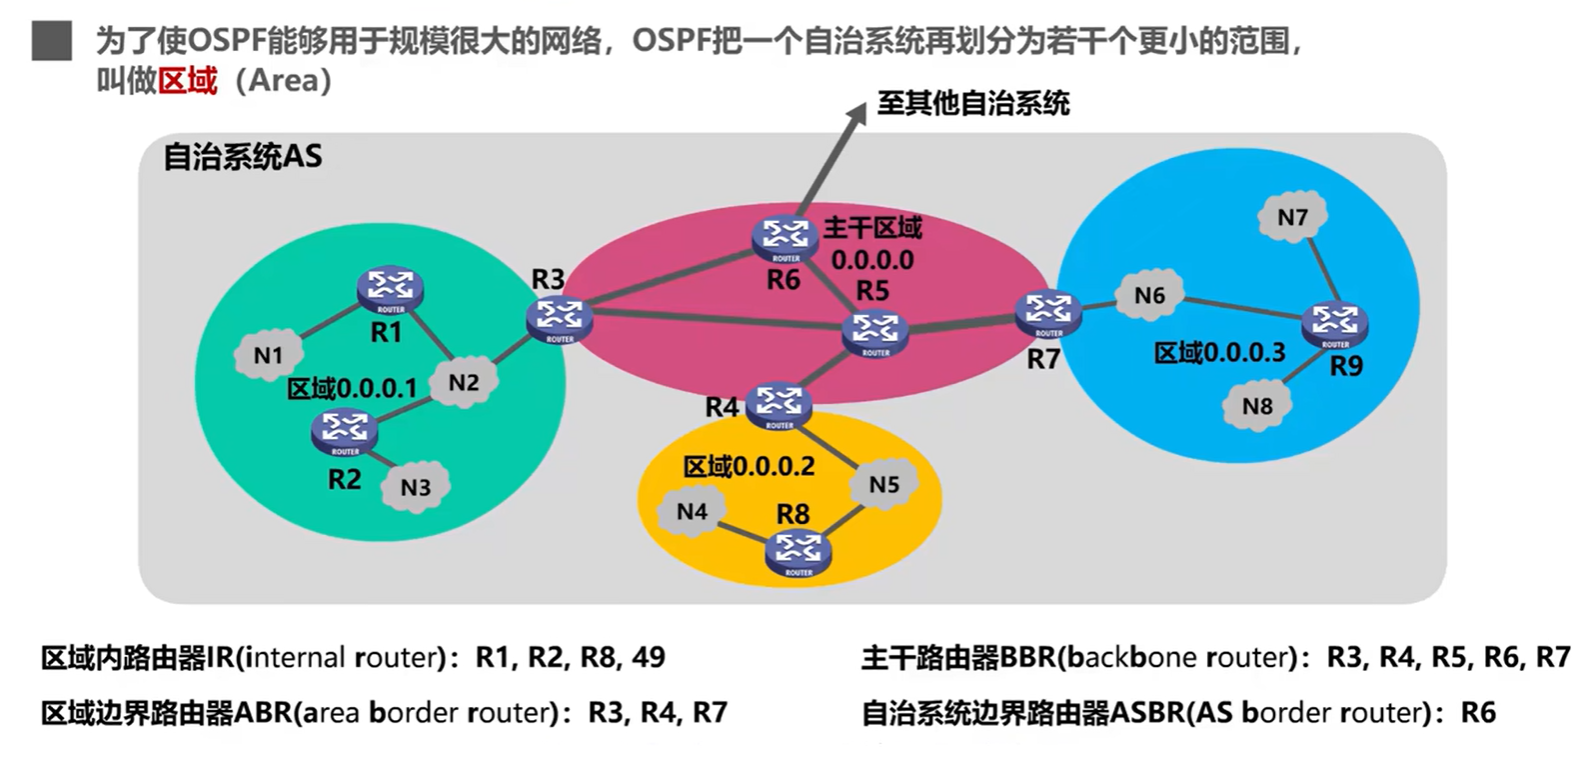 为了使OSPF能够用于规模很大的网络，OSPF把一个自治系统再划分为若干个更小的范围，
叫做区域（Area）
至其他自治系统
自治系统AS
主干区域
0.0.0.0
ROUTER
R6
R5
ROUTER
R3
ROUTER
ROUTER
R7
ROUTER
R1
N1
区域0.0.0.1
N2
ROUTER
R2
N3
N7
N6
ROUTER
区域0.0.0.3
R9
N8
R4
ROUTER
区域0.0.0.2
N5
N4
R8
ROUTER
区域内路由器IR(internal router)：R1, R2, R8, 49
主干路由器BBR(backbone router)：R3, R4, R5, R6, R7
区域边界路由器ABR(area border router)：R3, R4, R7
自治系统边界路由器ASBR(AS border router)：R6